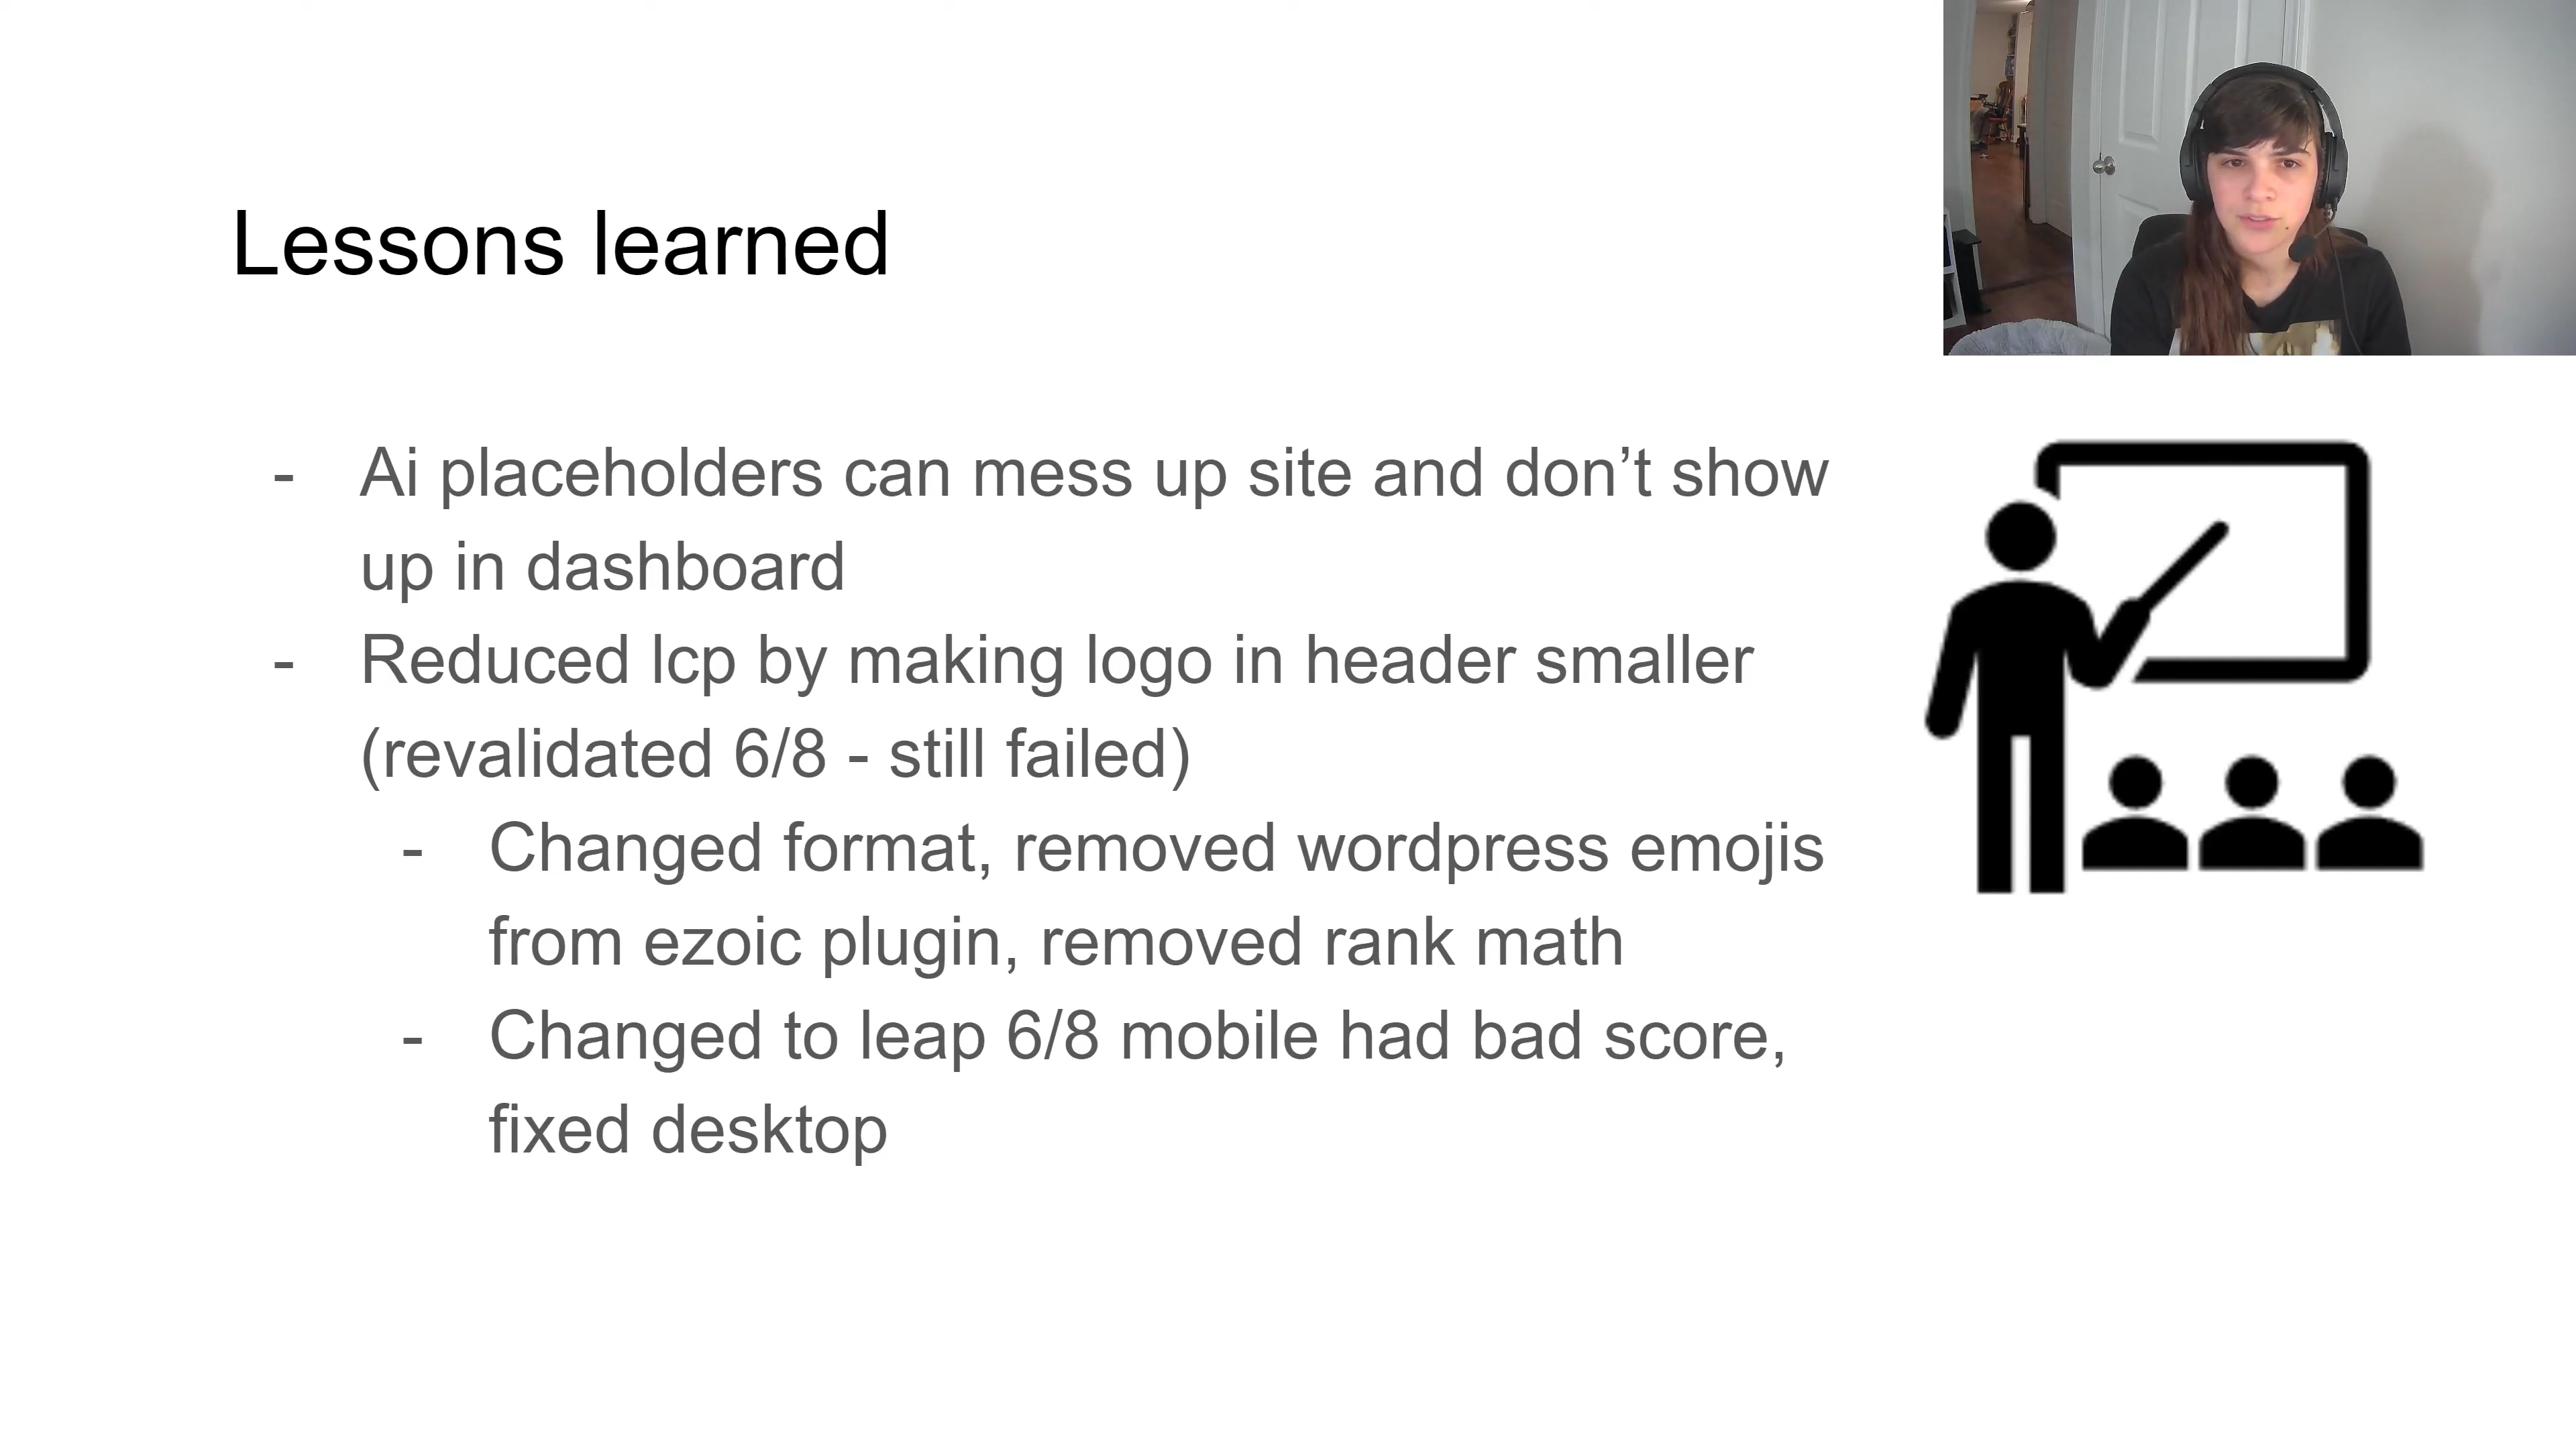 Lessons learned
- Ai placeholders can mess up site and don’t show
up in dashboard
- Reduced lcp by making logo in header smaller
(revalidated 6/8 - still failed)
- Changed format, removed wordpress emojis
from ezoic plugin, removed rank math
- Changed to leap 6/8 mobile had bad score,
fixed desktop